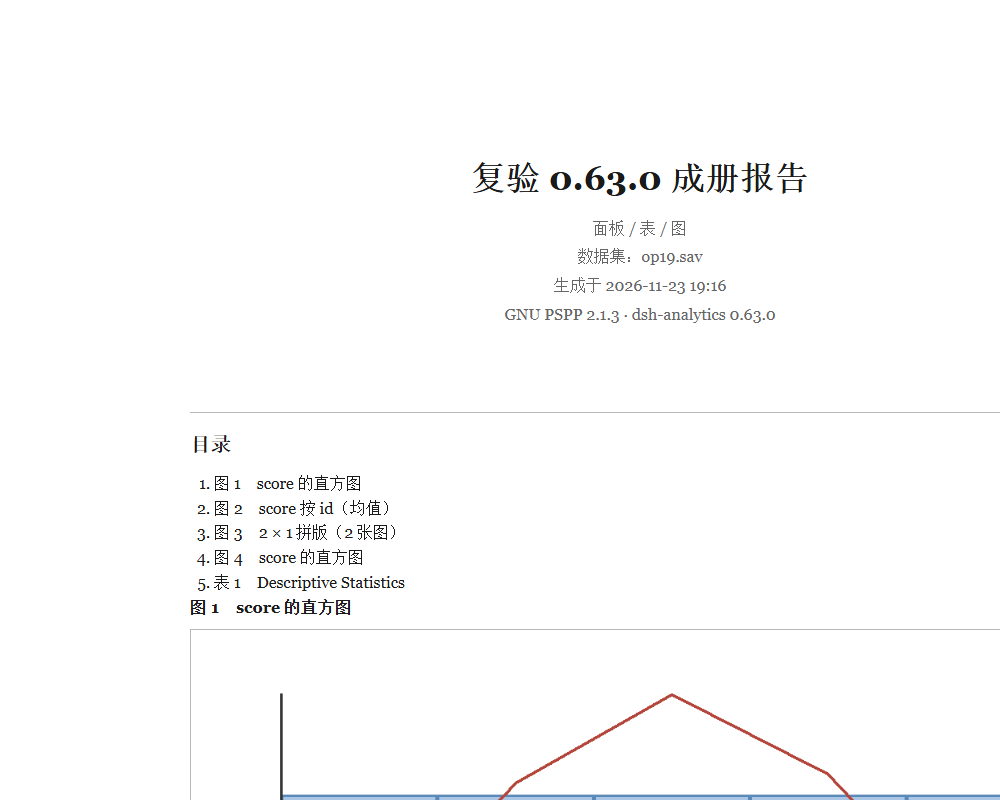 复验 0.63.0 成册报告
面板 / 表 / 图
数据集：op19.sav
生成于 2026-11-23 19:16
GNU PSPP 2.1.3 · dsh-analytics 0.63.0
目录
1. 图 1 score 的直方图
2. 图 2 score 按 id（均值）
3. 图 3 2 × 1 拼版（2 张图）
4. 图 4 score 的直方图
5. 表 1 Descriptive Statistics
图 1 score 的直方图